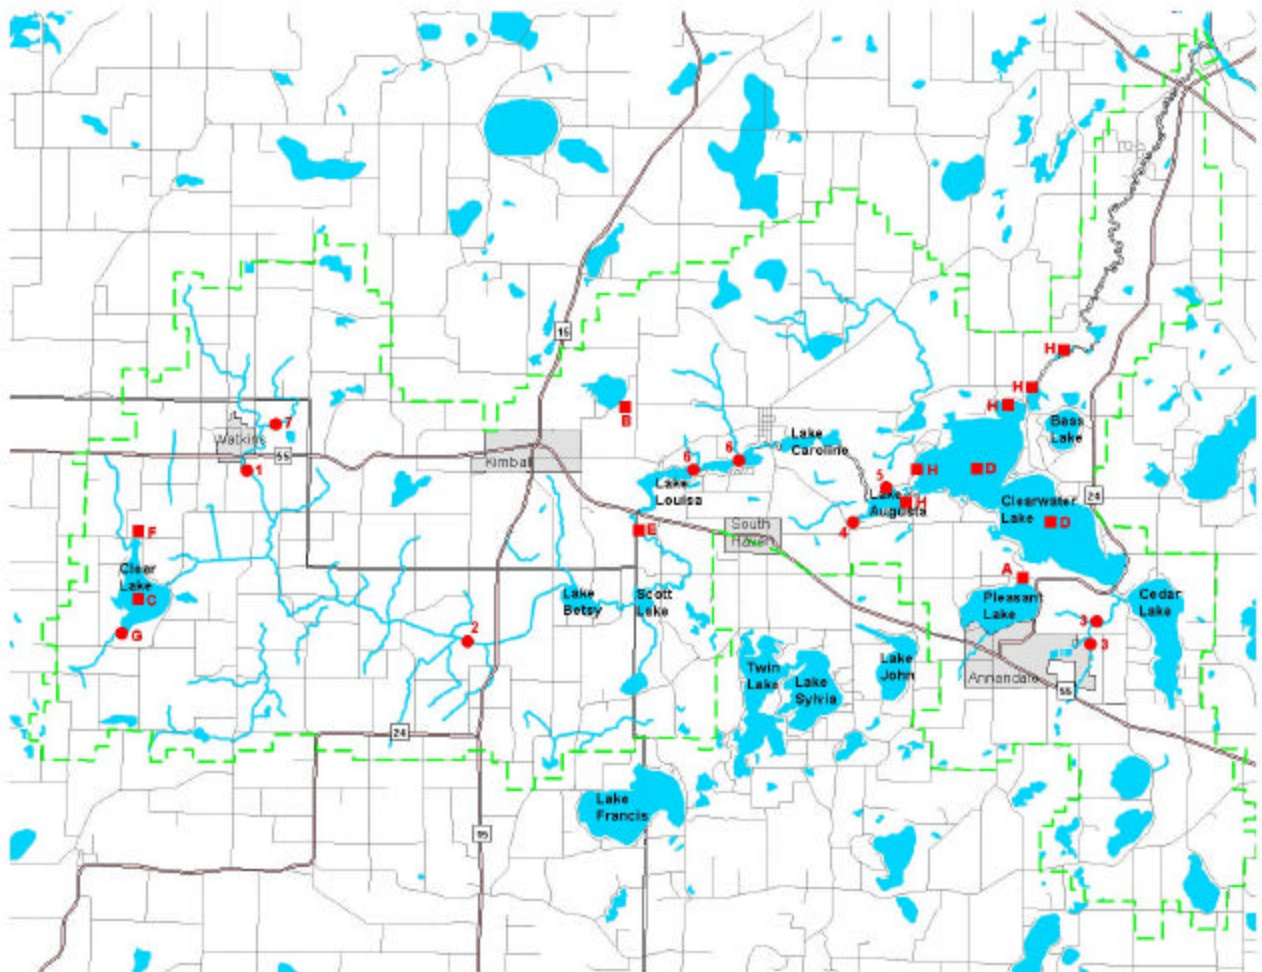 15
H
H
H
B
Bass
Lake
7
Watkins
55
1
Kimball
6
6
Lake
Caroline
Lake
Louisa
5
H
D
Lake
Augusta
H
4
Clearwater
Lake
D
24
E
South
Haven
F
Clear
Lake
C
G
2
Lake
Betsy
Scott
Lake
A
Pleasant
Lake
Cedar
Lake
3
3
Twin
Lake
Lake
Sylvia
Lake
John
Annandale
55
24
Lake
Francis
15